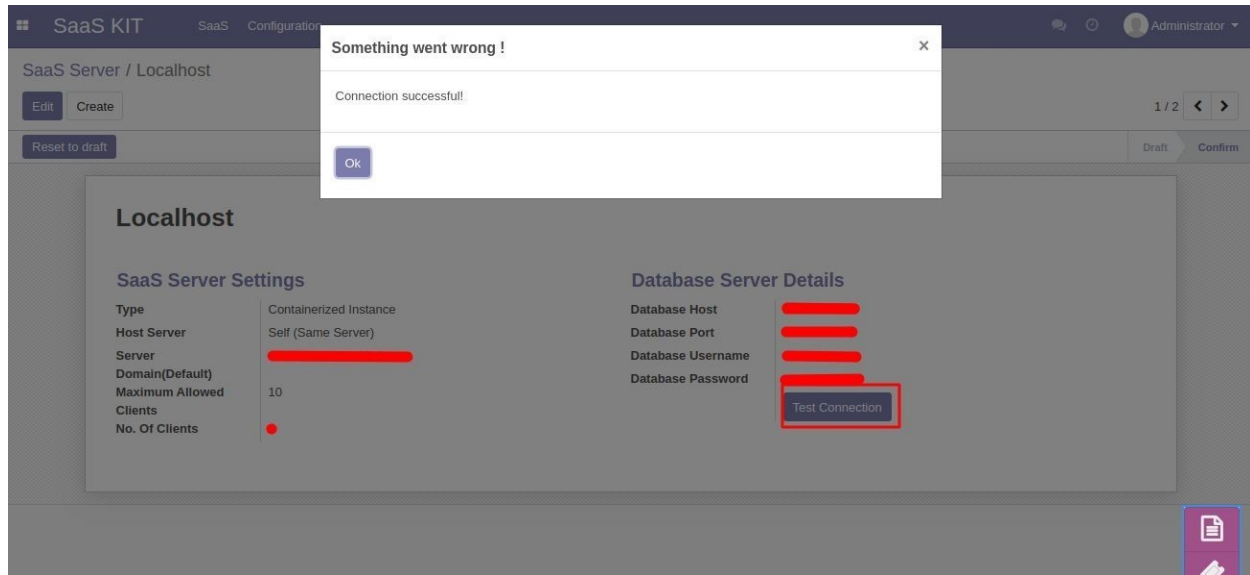 SaaS KIT SaaS Configuration Administrator
Something went wrong ! ×
SaaS Server / Localhost
Connection successful!
Edit Create 1 / 2
Reset to draft Draft Confirm
Ok
Localhost
SaaS Server Settings
Type Containerized Instance
Host Server Self (Same Server)
Server
Domain(Default)
Maximum Allowed 10
Clients
No. Of Clients
Database Server Details
Database Host
Database Port
Database Username
Database Password
Test Connection